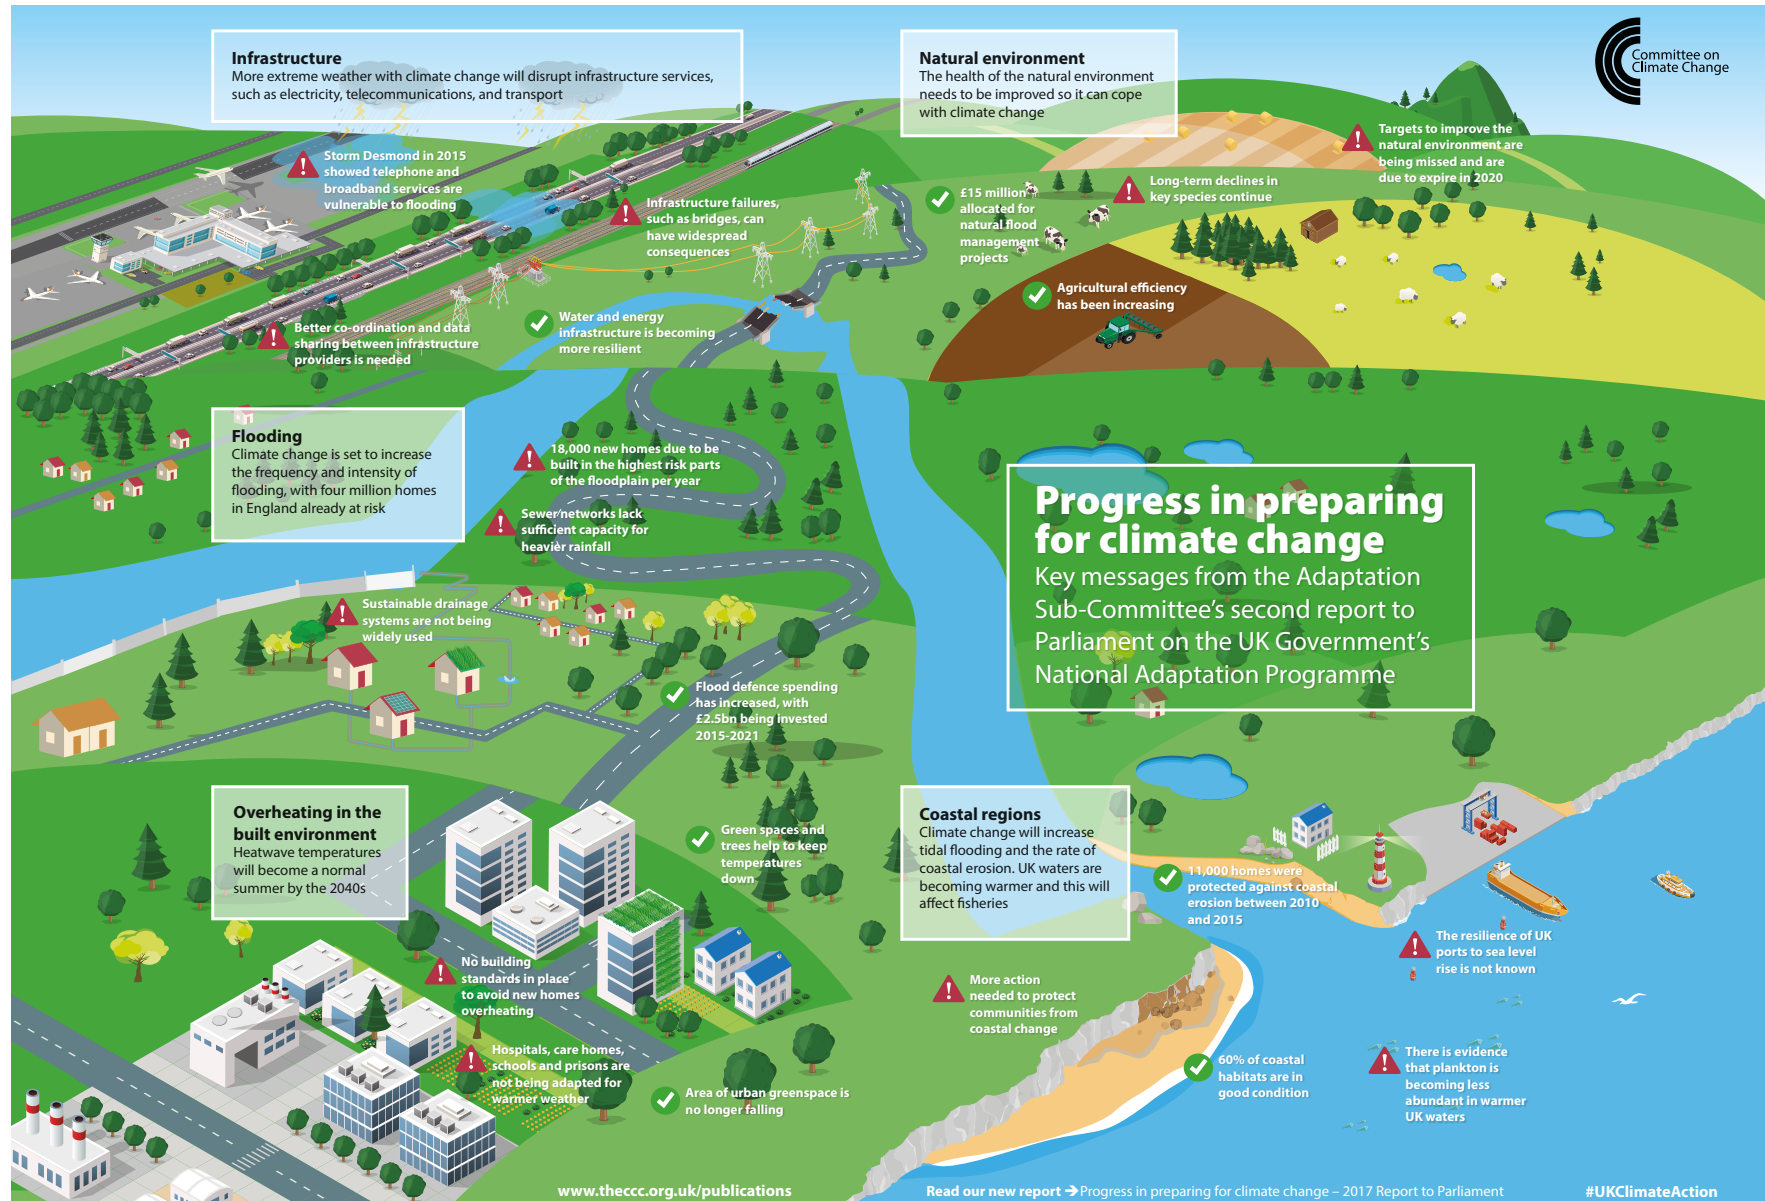 Infrastructure
More extreme weather with climate change will disrupt infrastructure services,
such as electricity, telecommunications, and transport
Natural environment
The health of the natural environment
needs to be improved so it can cope
with climate change
Committee on
Climate Change
Storm Desmond in 2015
showed telephone and
broadband services are
vulnerable to flooding
Infrastructure failures,
such as bridges, can
have widespread
consequences
Better co-ordination and data
sharing between infrastructure
providers is needed
Water and energy
infrastructure is becoming
more resilient
£15 million
allocated for
natural flood
management
projects
Long-term declines in
key species continue
Targets to improve the
natural environment are
being missed and are
due to expire in 2020
Agricultural efficiency
has been increasing
Flooding
Climate change is set to increase
the frequency and intensity of
flooding, with four million homes
in England already at risk
18,000 new homes due to be
built in the highest risk parts
of the floodplain per year
Sewer networks lack
sufficient capacity for
heavier rainfall
Sustainable drainage
systems are not being
widely used
Flood defence spending
has increased, with
£2.5bn being invested
2015-2021
Progress in preparing
for climate change
Key messages from the Adaptation
Sub-Committee's second report to
Parliament on the UK Government's
National Adaptation Programme
Overheating in the
built environment
Heatwave temperatures
will become a normal
summer by the 2040s
Green spaces and
trees help to keep
temperatures
down
No building
standards in place
to avoid new homes
overheating
Hospitals, care homes,
schools and prisons are
not being adapted for
warmer weather
Area of urban greenspace is
no longer falling
Coastal regions
Climate change will increase
tidal flooding and the rate of
coastal erosion. UK waters are
becoming warmer and this will
affect fisheries
11,000 homes were
protected against coastal
erosion between 2010
and 2015
The resilience of UK
ports to sea level
rise is not known
More action
needed to protect
communities from
coastal change
60% of coastal
habitats are in
good condition
There is evidence
that plankton is
becoming less
abundant in warmer
UK waters
www.theccc.org.uk/publications
Read our new report ➔ Progress in preparing for climate change – 2017 Report to Parliament
#UKClimateAction